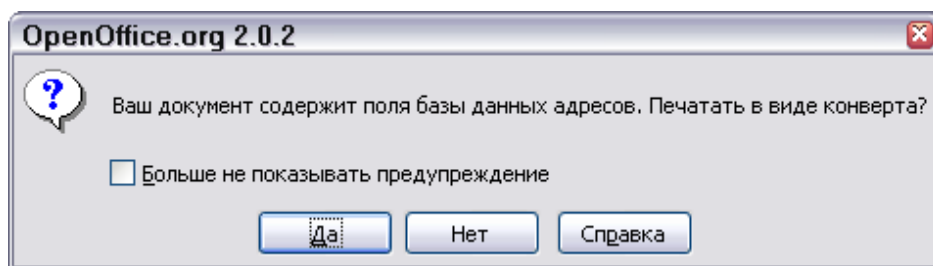 OpenOffice.org 2.0.2
Ваш документ содержит поля базы данных адресов. Печатать в виде конверта?
Больше не показывать предупреждение
Да Нет Справка